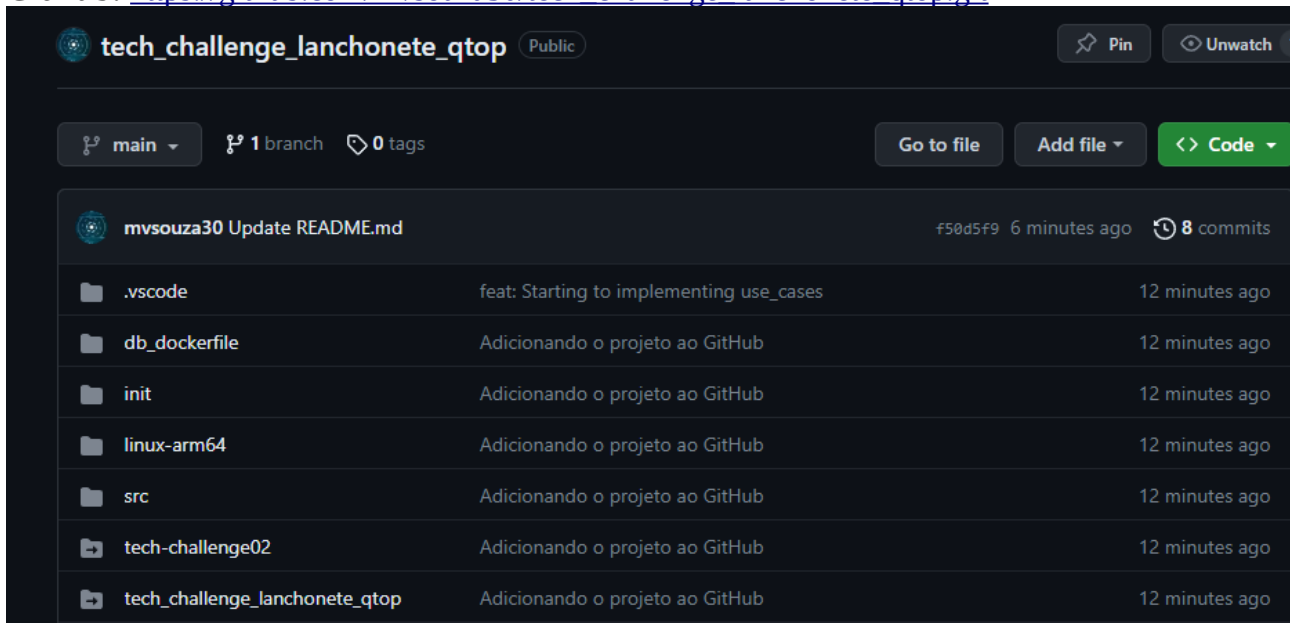 tech_challenge_lanchonete_qtop Public Pin Unwatch
main 1 branch 0 tags Go to file Add file <> Code
mvsouza30 Update README.md f50d5f9 6 minutes ago 8 commits
.vscode feat: Starting to implementing use_cases 12 minutes ago
db_dockerfile Adicionando o projeto ao GitHub 12 minutes ago
init Adicionando o projeto ao GitHub 12 minutes ago
linux-arm64 Adicionando o projeto ao GitHub 12 minutes ago
src Adicionando o projeto ao GitHub 12 minutes ago
tech-challenge02 Adicionando o projeto ao GitHub 12 minutes ago
tech_challenge_lanchonete_qtop Adicionando o projeto ao GitHub 12 minutes ago